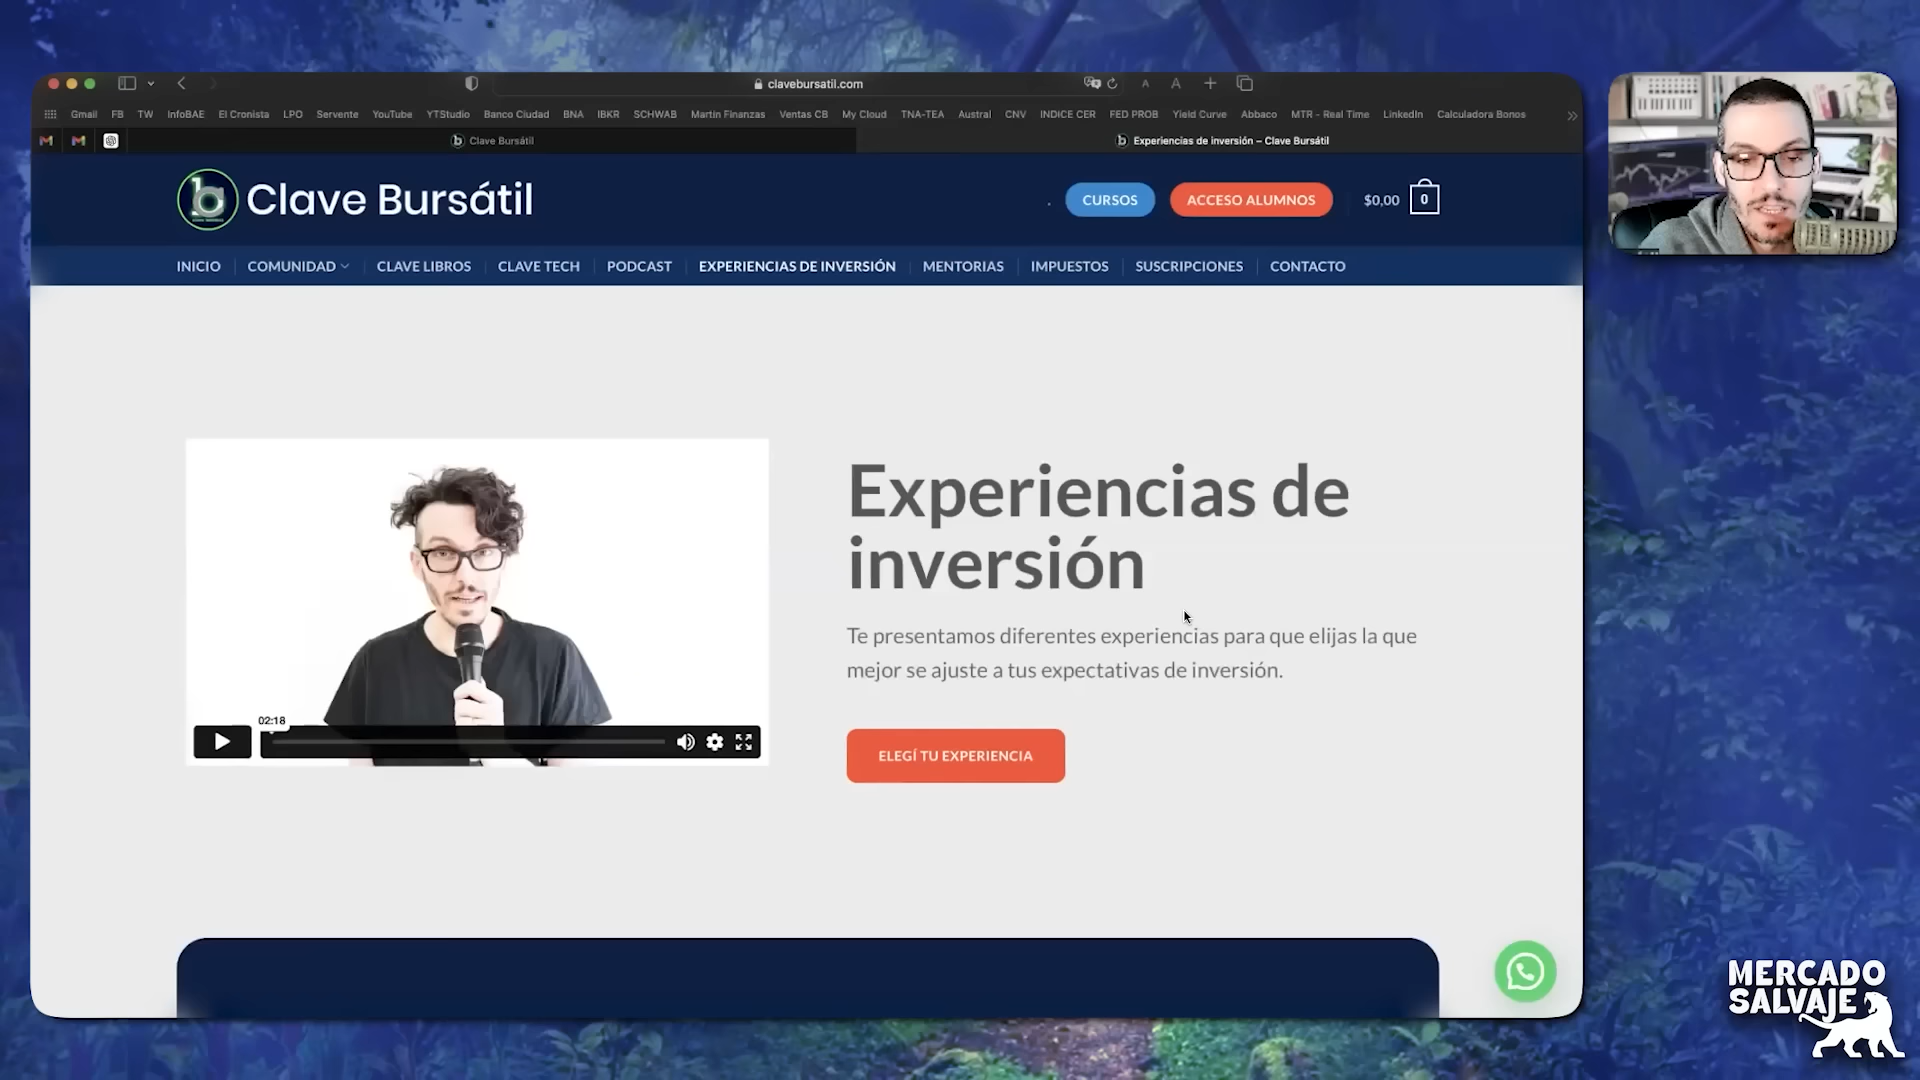 clavebursatil.com
Gmail FB TW InfoBAE El Cronista LPO Servente YouTube YTStudio Banco Ciudad BNA IBKR SCHWAB Martín Finanzas Ventas CB My Cloud TNA-TEA Austral CNV INDICE CER FED PROB Yield Curve Abbaco MTR - Real Time LinkedIn Calculadora Bonos
Clave Bursátil
Experiencias de inversión – Clave Bursátil
Clave Bursátil
CURSOS
ACCESO ALUMNOS
$0,00
0
INICIO COMUNIDAD CLAVE LIBROS CLAVE TECH PODCAST EXPERIENCIAS DE INVERSIÓN MENTORIAS IMPUESTOS SUSCRIPCIONES CONTACTO
Experiencias de
inversión
Te presentamos diferentes experiencias para que elijas la que
mejor se ajuste a tus expectativas de inversión.
02:18
ELEGÍ TU EXPERIENCIA
MERCADO
SALVAJE